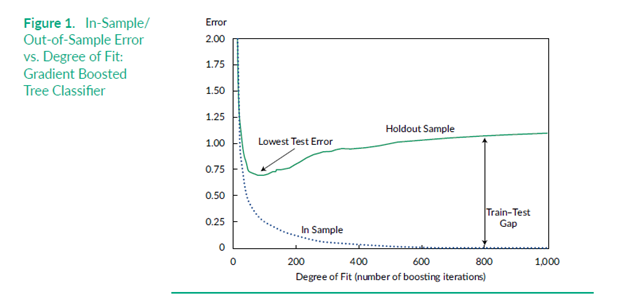 Figure 1. In-Sample/
Out-of-Sample Error
vs. Degree of Fit:
Gradient Boosted
Tree Classifier
Error
2.00
1.75
1.50
1.25
1.00
0.75
0.50
0.25
0
Lowest Test Error
Holdout Sample
In Sample
Train–Test
Gap
0 200 400 600 800 1,000
Degree of Fit (number of boosting iterations)